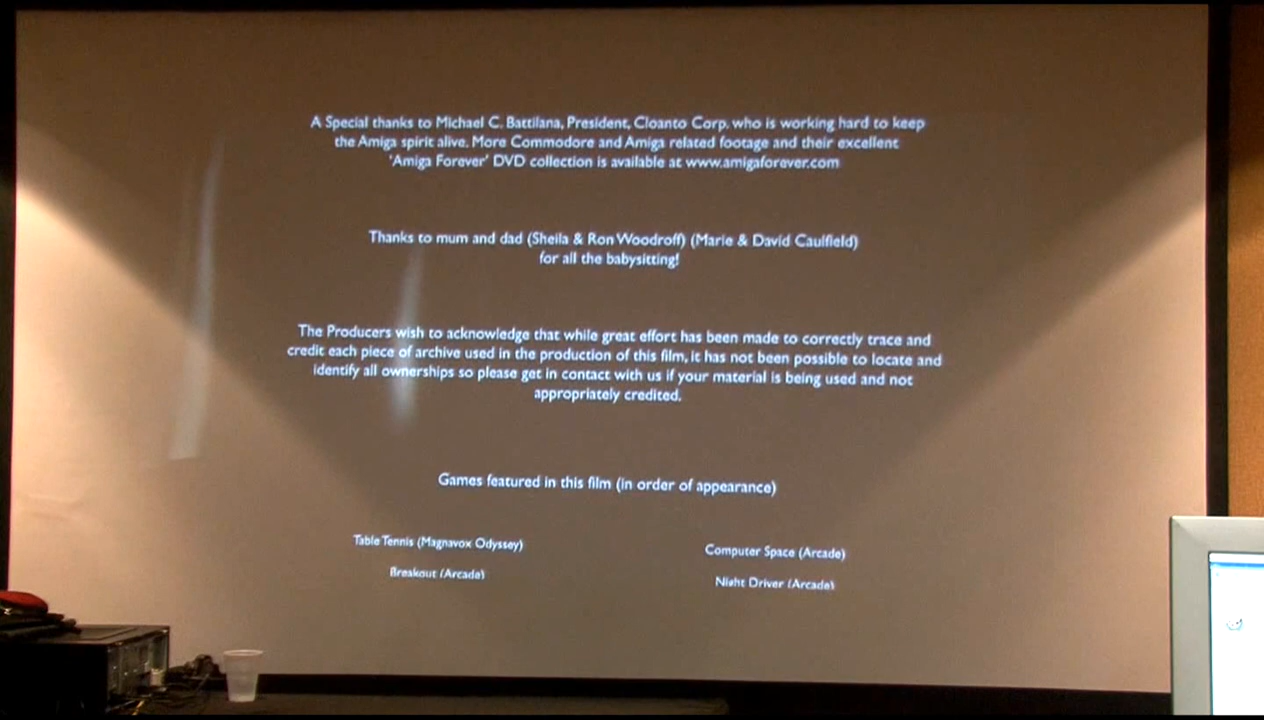 A Special thanks to Michael C. Battilana, President, Cloanto Corp. who is working hard to keep
the Amiga spirit alive. More Commodore and Amiga related footage and their excellent
'Amiga Forever' DVD collection is available at www.amigaforever.com
Thanks to mum and dad (Sheila & Ron Woodroff) (Marie & David Caulfield)
for all the babysitting!
The Producers wish to acknowledge that while great effort has been made to correctly trace and
credit each piece of archive used in the production of this film, it has not been possible to locate and
identify all ownerships so please get in contact with us if your material is being used and not
appropriately credited.
Games featured in this film (in order of appearance)
Table Tennis (Magnavox Odyssey)
Computer Space (Arcade)
Breakout (Arcade)
Night Driver (Arcade)